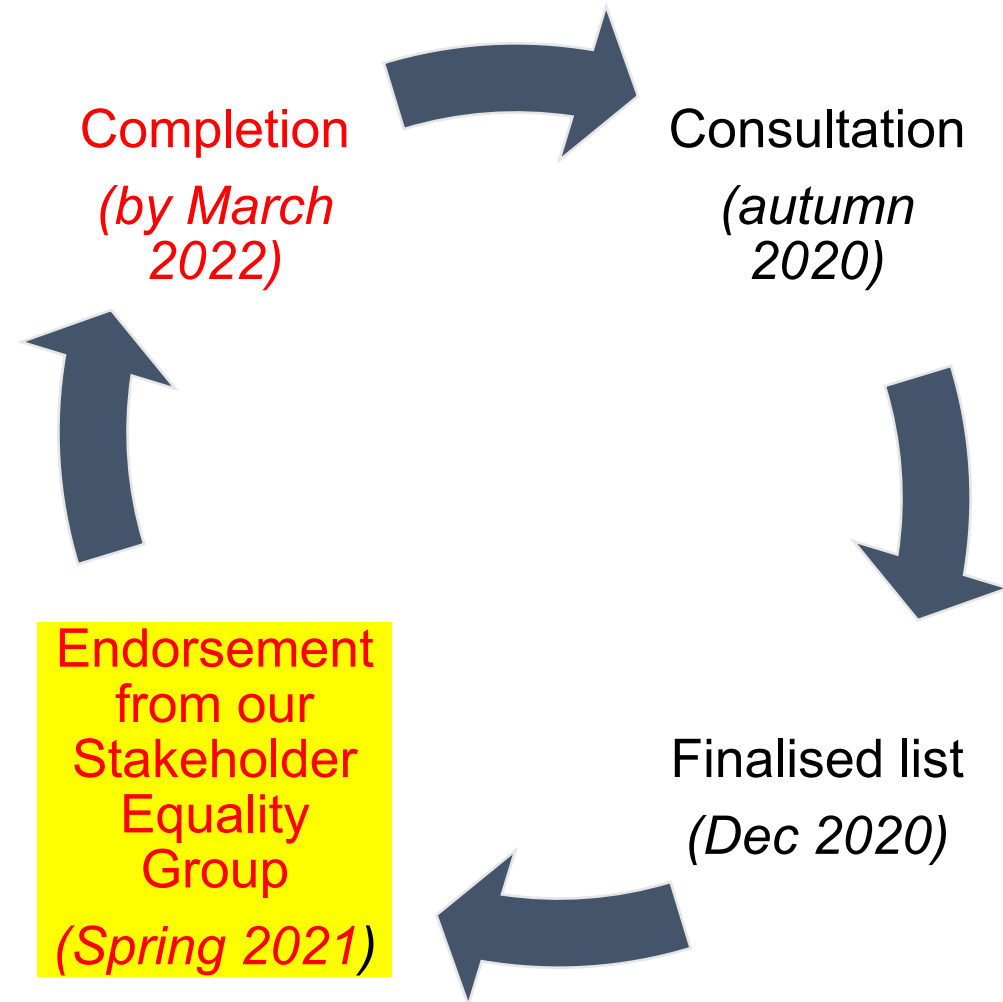 Completion
(by March
2022)
Consultation
(autumn
2020)
Finalised list
(Dec 2020)
Endorsement
from our
Stakeholder
Equality
Group
(Spring 2021)